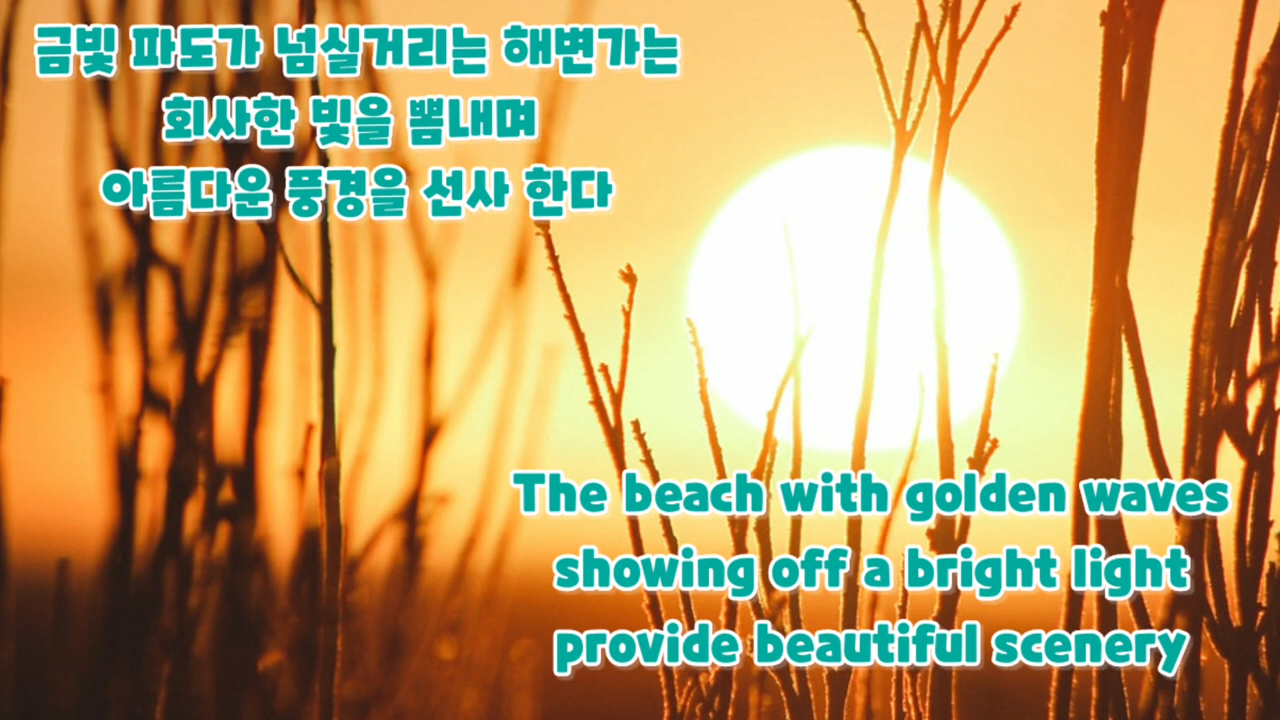 금빛 파도가 넘실거리는 해변가는
회사한 빛을 뽐내며
아름다운 풍경을 선사 한다
The beach with golden waves
showing off a bright light
provide beautiful scenery